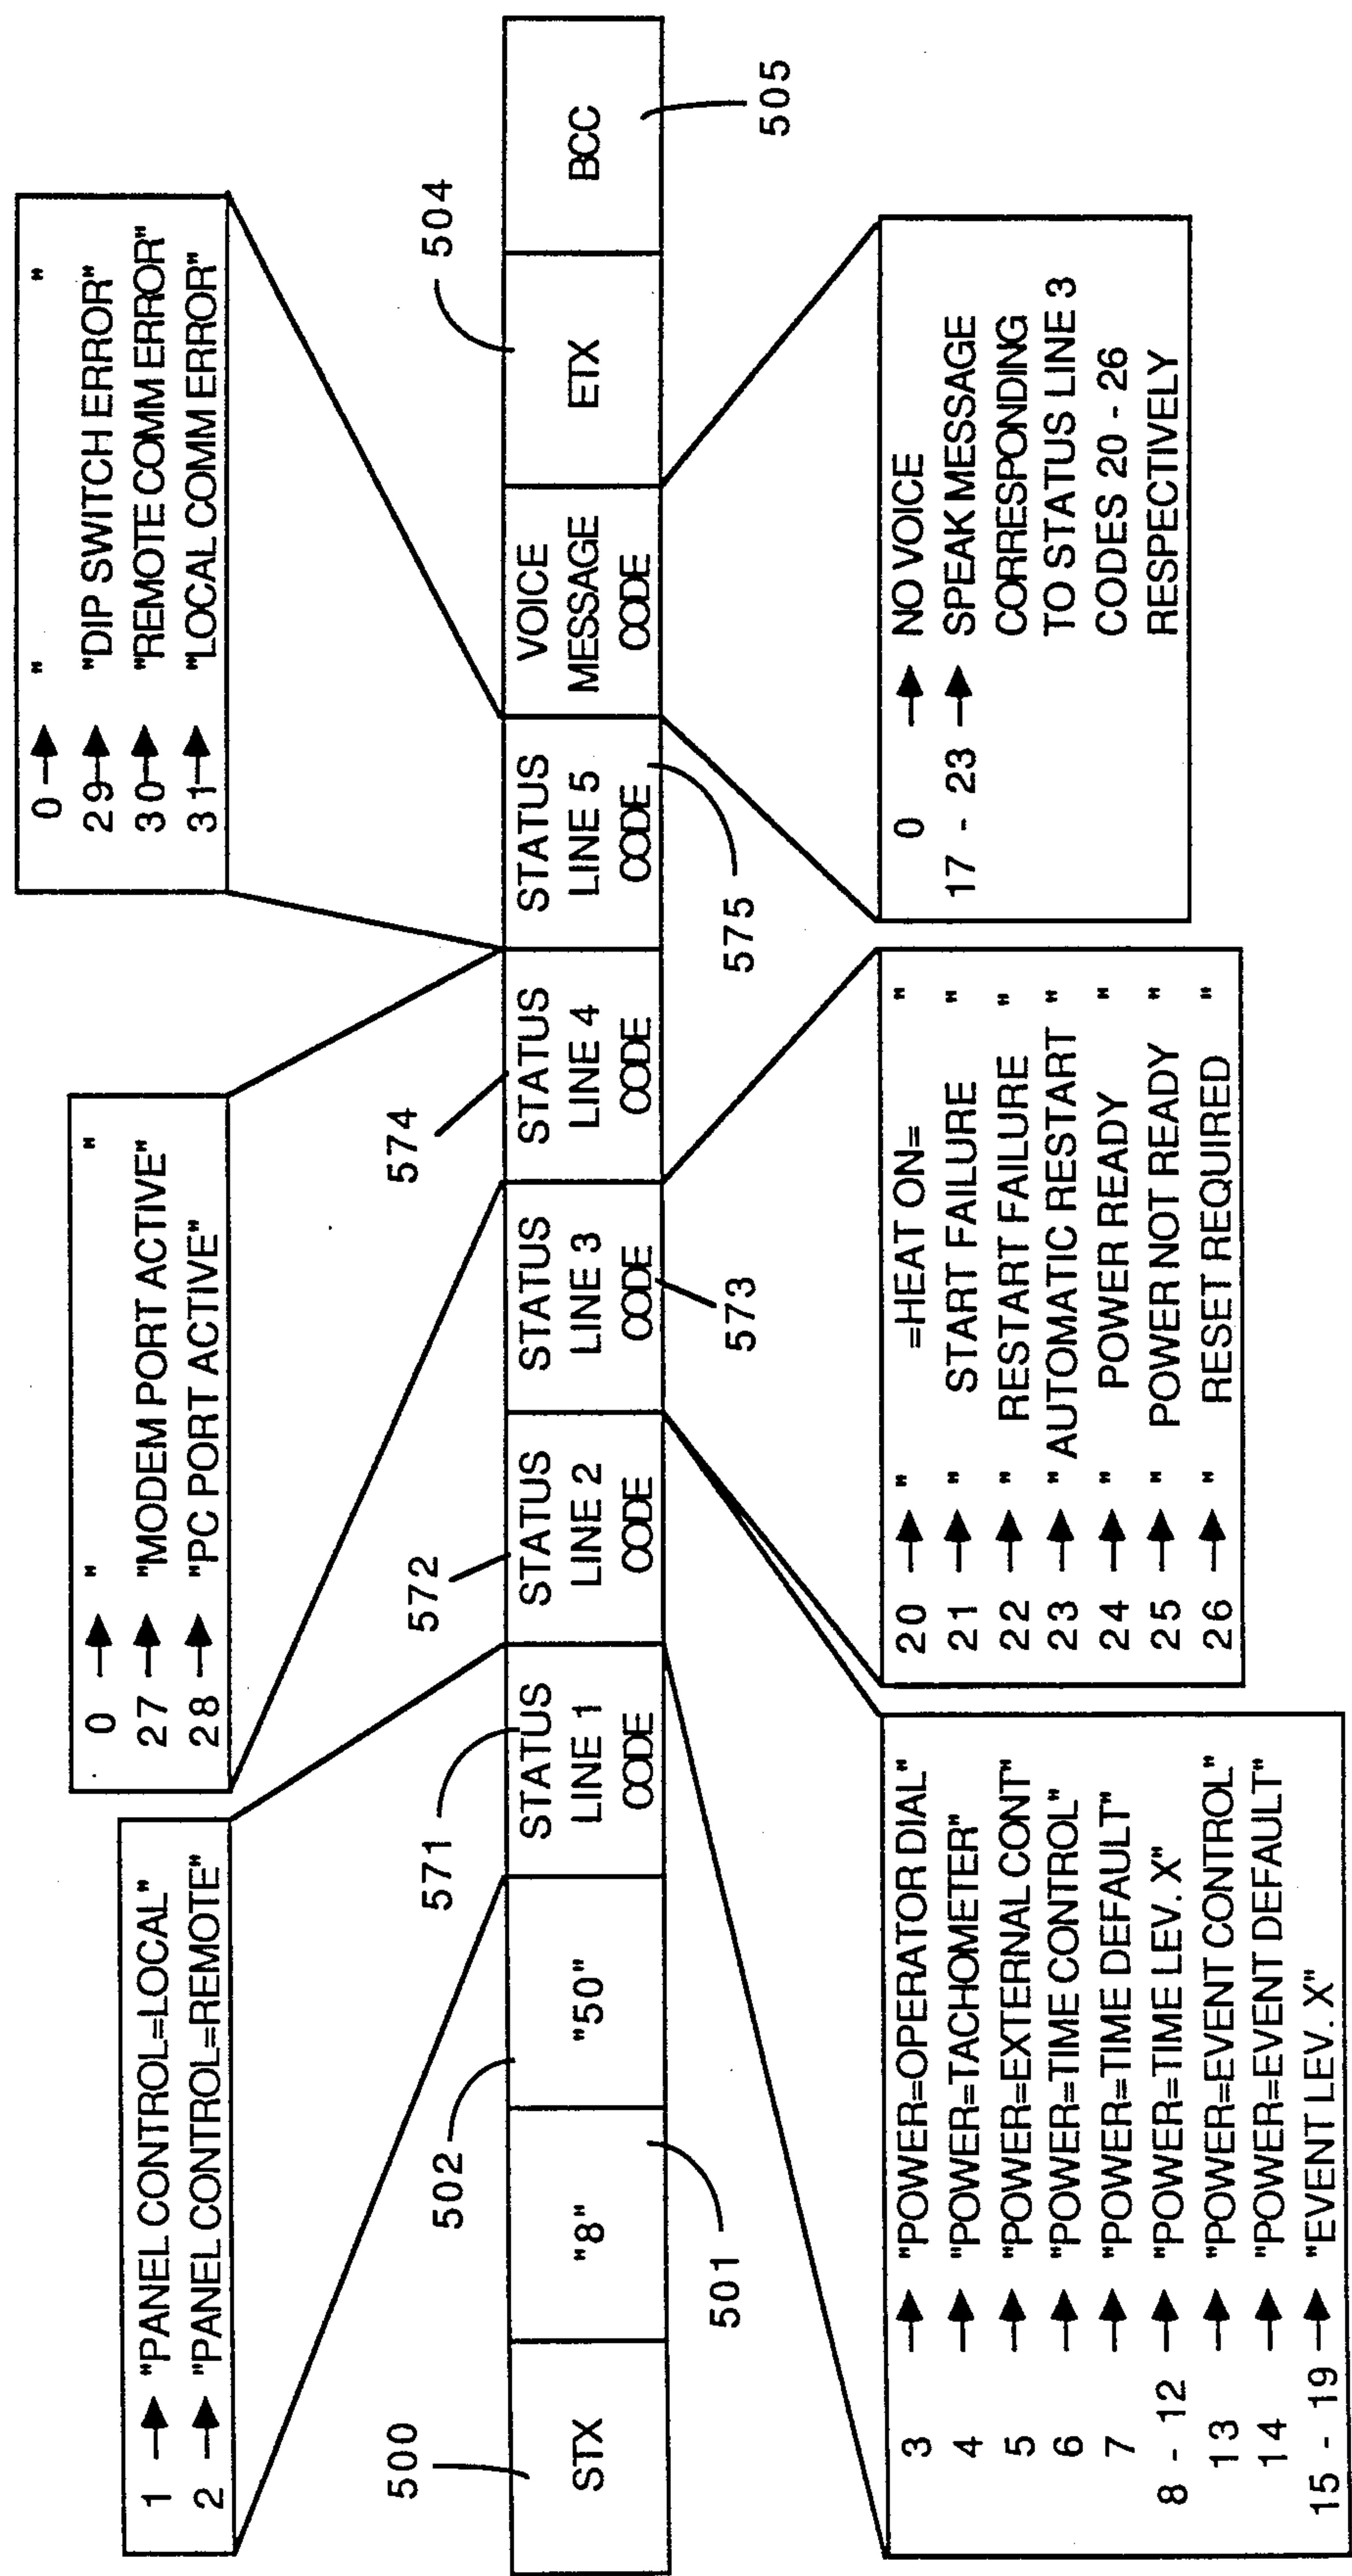 1 → "PANEL CONTROL=LOCAL"
2 → "PANEL CONTROL=REMOTE"
0 → "                "
27 → "MODEM PORT ACTIVE"
28 → "PC PORT ACTIVE"
0 → "                "
29 → "DIP SWITCH ERROR"
30 → "REMOTE COMM ERROR"
31 → "LOCAL COMM ERROR"
500
502
571
572
574
504
STX
"8"
"50"
STATUS
LINE 1
CODE
STATUS
LINE 2
CODE
STATUS
LINE 3
CODE
STATUS
LINE 4
CODE
STATUS
LINE 5
CODE
VOICE
MESSAGE
CODE
ETX
BCC
501
573
575
505
3 → "POWER=OPERATOR DIAL"
4 → "POWER=TACHOMETER"
5 → "POWER=EXTERNAL CONT"
6 → "POWER=TIME CONTROL"
7 → "POWER=TIME DEFAULT"
8 - 12 → "POWER=TIME LEV. X"
13 → "POWER=EVENT CONTROL"
14 → "POWER=EVENT DEFAULT"
15 - 19 → "EVENT LEV. X"
20 → " =HEAT ON= "
21 → " START FAILURE "
22 → " RESTART FAILURE "
23 → " AUTOMATIC RESTART "
24 → " POWER READY "
25 → " POWER NOT READY "
26 → " RESET REQUIRED "
0 → NO VOICE
17 - 23 → SPEAK MESSAGE
CORRESPONDING
TO STATUS LINE 3
CODES 20 - 26
RESPECTIVELY